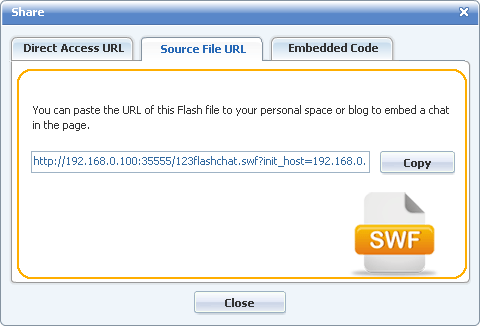 Share
Direct Access URL
Source File URL
Embedded Code
You can paste the URL of this Flash file to your personal space or blog to embed a chat
in the page.
http://192.168.0.100:35555/123flashchat.swf?init_host=192.168.0.
Copy
SWF
Close